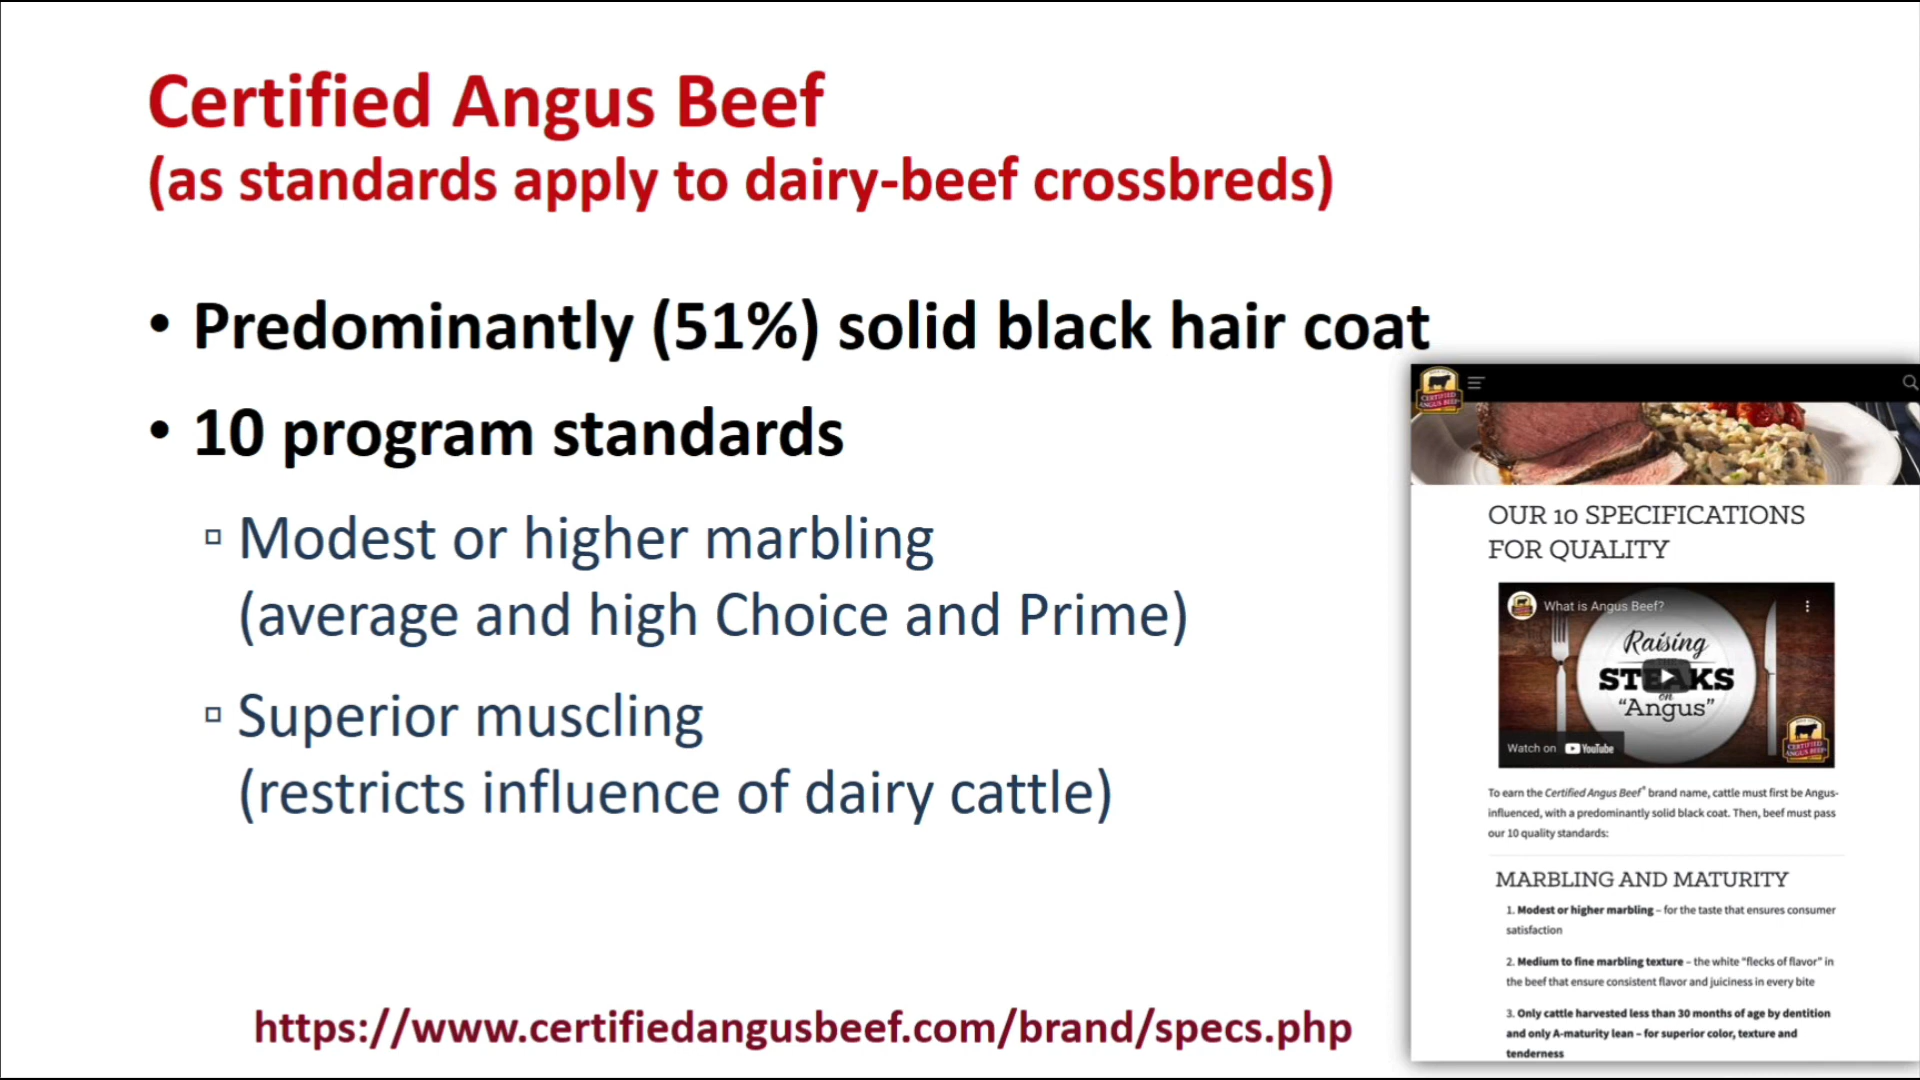 Certified Angus Beef
(as standards apply to dairy-beef crossbreds)
• Predominantly (51%) solid black hair coat
• 10 program standards
▫ Modest or higher marbling
(average and high Choice and Prime)
▫ Superior muscling
(restricts influence of dairy cattle)
https://www.certifiedangusbeef.com/brand/specs.php
CERTIFIED
ANGUS BEEF
OUR 10 SPECIFICATIONS
FOR QUALITY
What is Angus Beef?
Raising
STEAKS
on
"Angus"
Watch on YouTube
CERTIFIED
ANGUS BEEF
To earn the Certified Angus Beef® brand name, cattle must first be Angus-
influenced, with a predominantly solid black coat. Then, beef must pass
our 10 quality standards:
MARBLING AND MATURITY
1. Modest or higher marbling – for the taste that ensures consumer
satisfaction
2. Medium to fine marbling texture – the white "flecks of flavor" in
the beef that ensure consistent flavor and juiciness in every bite
3. Only cattle harvested less than 30 months of age by dentition
and only A-maturity lean – for superior color, texture and
tenderness